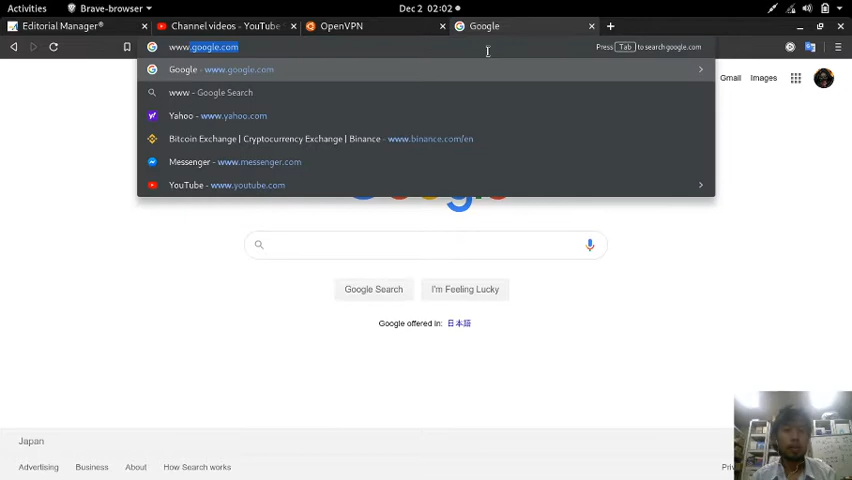 Activities Brave-browser Dec 2 02:02
Editorial Manager® Channel videos - YouTube OpenVPN Google
www.google.com Press Tab to search google.com
Google - www.google.com
www - Google Search
Yahoo - www.yahoo.com
Bitcoin Exchange | Cryptocurrency Exchange | Binance - www.binance.com/en
Messenger - www.messenger.com
YouTube - www.youtube.com
Gmail Images
Google Search I'm Feeling Lucky
Google offered in: 日本語
Japan
Advertising Business About How Search works